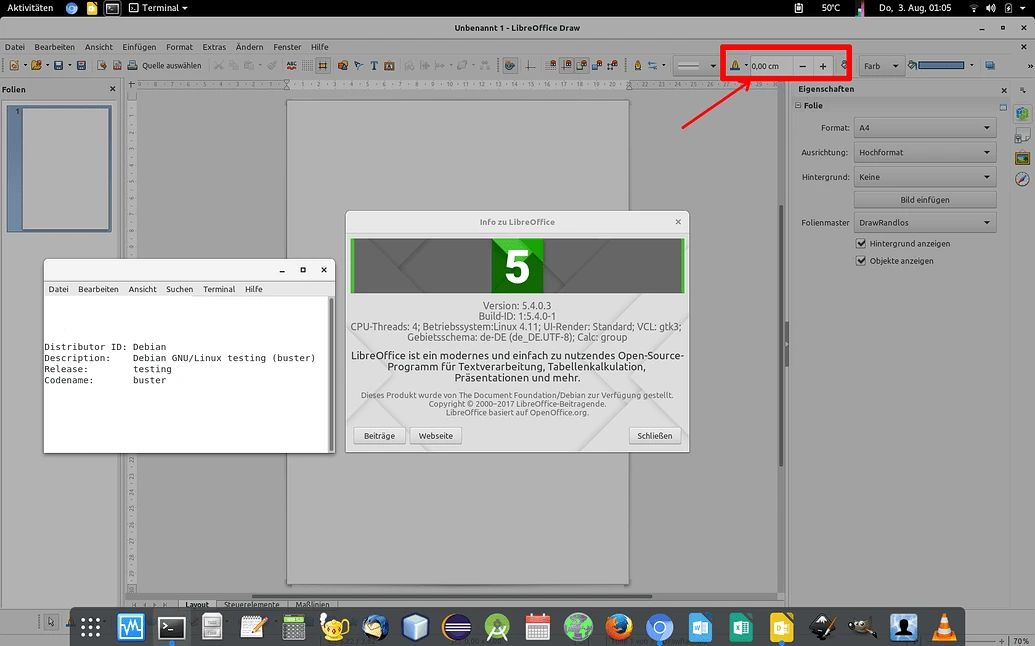 Aktivitäten
Terminal
50°C
Do, 3. Aug, 01:05
Unbenannt 1 - LibreOffice Draw
Datei Bearbeiten Ansicht Einfügen Format Extras Ändern Fenster Hilfe
Quelle auswählen
ABC
0,00 cm
Farb
Folien
1
Eigenschaften
Folie
Format: A4
Ausrichtung: Hochformat
Hintergrund: Keine
Bild einfügen
Folienmaster DrawRandlos
Hintergrund anzeigen
Objekte anzeigen
Info zu LibreOffice
5
Version: 5.4.0.3
Build-ID: 1:5.4.0-1
CPU-Threads: 4; Betriebssystem:Linux 4.11; UI-Render: Standard; VCL: gtk3;
Gebietsschema: de-DE (de_DE.UTF-8); Calc: group
LibreOffice ist ein modernes und einfach zu nutzendes Open-Source-
Programm für Textverarbeitung, Tabellenkalkulation,
Präsentationen und mehr.
Dieses Produkt wurde von The Document Foundation/Debian zur Verfügung gestellt.
Copyright © 2000–2017 LibreOffice-Beitragende.
LibreOffice basiert auf OpenOffice.org.
Beiträge Webseite Schließen
Datei Bearbeiten Ansicht Suchen Terminal Hilfe
Distributor ID: Debian
Description: Debian GNU/Linux testing (buster)
Release: testing
Codename: buster
Layout Steuerelemente Maßlinien
70%